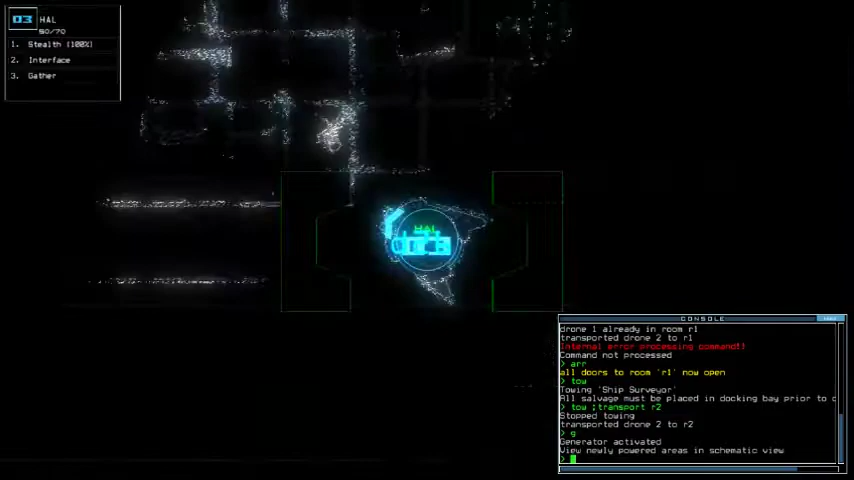 03 HAL
50/70
1. Stealth (100%)
2. Interface
3. Gather
HAL
CONSOLE
drone 1 already in room r1
transported drone 2 to r1
Internal error processing command!!
Command not processed
> arr
all doors to room 'r1' now open
> tow
Towing 'Ship Surveyor'
All salvage must be placed in docking bay prior to
> tow ;transport r2
Stopped towing
transported drone 2 to r2
> g
Generator activated
View newly powered areas in schematic view
>